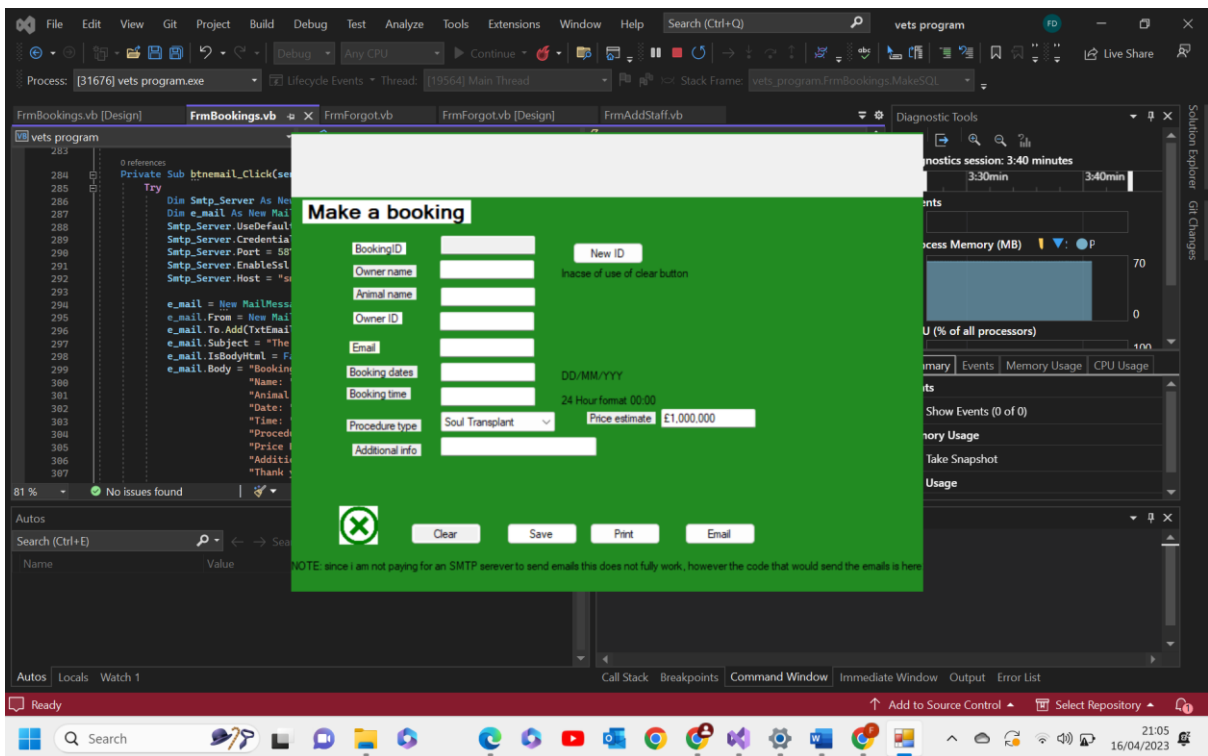 File Edit View Git Project Build Debug Test Analyze Tools Extensions Window Help Search (Ctrl+Q) vets program FD
Debug Any CPU Continue Live Share
Process: [31676] vets program.exe Lifecycle Events Thread: [19564] Main Thread Stack Frame: vets_program.FrmBookings.MakeSQL
FrmBookings.vb [Design] FrmBookings.vb FrmForgot.vb FrmForgot.vb [Design] FrmAddStaff.vb
vets program
283
0 references
284 Private Sub btnemail_Click(se
285 Try
286 Dim Smtp_Server As Ne
287 Dim e_mail As New Mai
288 Smtp_Server.UseDefaul
289 Smtp_Server.Credentia
290 Smtp_Server.Port = 58
291 Smtp_Server.EnableSsl
292 Smtp_Server.Host = "s
293
294 e_mail = New MailMess
295 e_mail.From = New Mai
296 e_mail.To.Add(TxtEmai
297 e_mail.Subject = "The
298 e_mail.IsBodyHtml = F
299 e_mail.Body = "Bookin
300 "Name:
301 "Animal
302 "Date:
303 "Time:
304 "Proced
305 "Price
306 "Additi
307 "Thank
81 % No issues found
Make a booking
BookingID New ID
Owner name Inacse of use of clear button
Animal name
Owner ID
Email
Booking dates DD/MM/YYY
Booking time 24 Hour format 00:00
Procedure type Soul Transplant Price estimate £1,000,000
Additional info
Clear Save Print Email
NOTE: since i am not paying for an SMTP serever to send emails this does not fully work, however the code that would send the emails is here
Diagnostic Tools
nostics session: 3:40 minutes
3:30min 3:40min
ents
cess Memory (MB) P
70
0
U (% of all processors)
100
mary Events Memory Usage CPU Usage
ts
Show Events (0 of 0)
mory Usage
Take Snapshot
Usage
Solution Explorer
Git Changes
Autos
Search (Ctrl+E) Sea
Name Value
Autos Locals Watch 1
Call Stack Breakpoints Command Window Immediate Window Output Error List
Ready Add to Source Control Select Repository
Search
21:05
16/04/2023